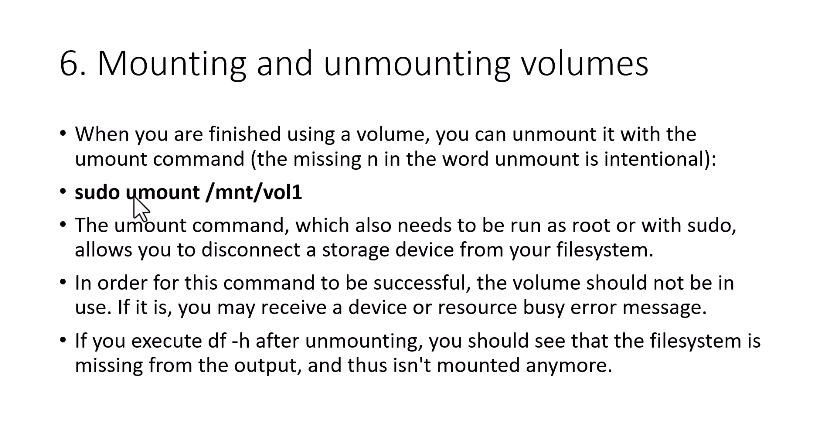 6. Mounting and unmounting volumes
• When you are finished using a volume, you can unmount it with the
umount command (the missing n in the word unmount is intentional):
• sudo umount /mnt/vol1
• The umount command, which also needs to be run as root or with sudo,
allows you to disconnect a storage device from your filesystem.
• In order for this command to be successful, the volume should not be in
use. If it is, you may receive a device or resource busy error message.
• If you execute df -h after unmounting, you should see that the filesystem is
missing from the output, and thus isn't mounted anymore.